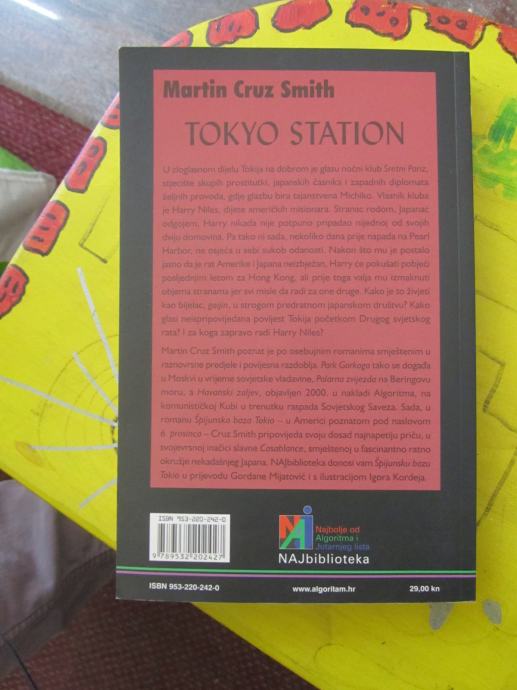 Martin Cruz Smith
TOKYO STATION
U zloglasnom dijelu Tokija na dobrom je glasu noćni klub Sretni Pariz,
stjecište skupih prostitutki, japanskih časnika i zapadnih diplomata
željnih provoda, gdje glazbu bira tajanstvena Michiko. Vlasnik kluba
je Harry Niles, dijete američkih misionara. Stranac rodom, Japanac
odgojem, Harry nikada nije potpuno pripadao nijednoj od svojih
dviju domovina. Pa tako ni sada, nekoliko dana prije napada na Pearl
Harbor, ne osjeća u sebi sukob odanosti. Nakon što mu je postalo
jasno da je rat Amerike i Japana neizbježan, Harry će pokušati pobjeći
posljednjim letom za Hong Kong, ali prije toga valja mu izmaknuti
objema stranama jer svi misle da radi za one druge. Kako je to živjeti
kao bijelac, gaijin, u strogom predratnom japanskom društvu? Kako
glasi neispripovijedana povijest Tokija početkom Drugog svjetskog
rata? I za koga zapravo radi Harry Niles?
Martin Cruz Smith poznat je po osebujnim romanima smještenim u
raznovrsne predjele i povijesna razdoblja. Park Gorkoga tako se događa
u Moskvi u vrijeme sovjetske vladavine, Polarna zvijezda na Beringovu
moru, a Havanski zaljev, objavljen 2000. u nakladi Algoritma, na
komunističkoj Kubi u trenutku raspada Sovjetskog Saveza. Sada, u
romanu Špijunska baza Tokio – u Americi poznatom pod naslovom
6. prosinca – Cruz Smith pripovijeda svoju dosad najnapetiju priču, u
svojevrsnoj inačici slavne Casablance, smještenoj u fascinantno ratno
okružje nekadašnjeg Japana. NAJbiblioteka donosi vam Špijunsku bazu
Tokio u prijevodu Gordane Mijatović i s ilustracijom Igora Kordeja.
ISBN 953-220-242-0
9 789532 202427
NAJ
Najbolje od
Algoritma i
Jutarnjeg lista
NAJbiblioteka
ISBN 953-220-242-0
www.algoritam.hr
29,00 kn